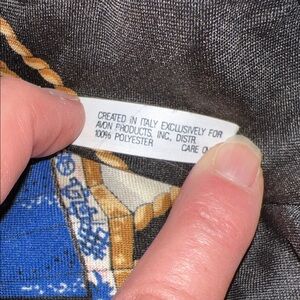 CREATED IN ITALY EXCLUSIVELY FOR
AVON PRODUCTS, INC, DISTR.
100% POLYESTER CARE O